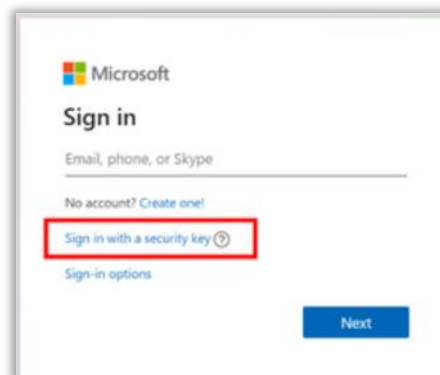 Microsoft
Sign in
Email, phone, or Skype
No account? Create one!
Sign in with a security key ?
Sign-in options
Next